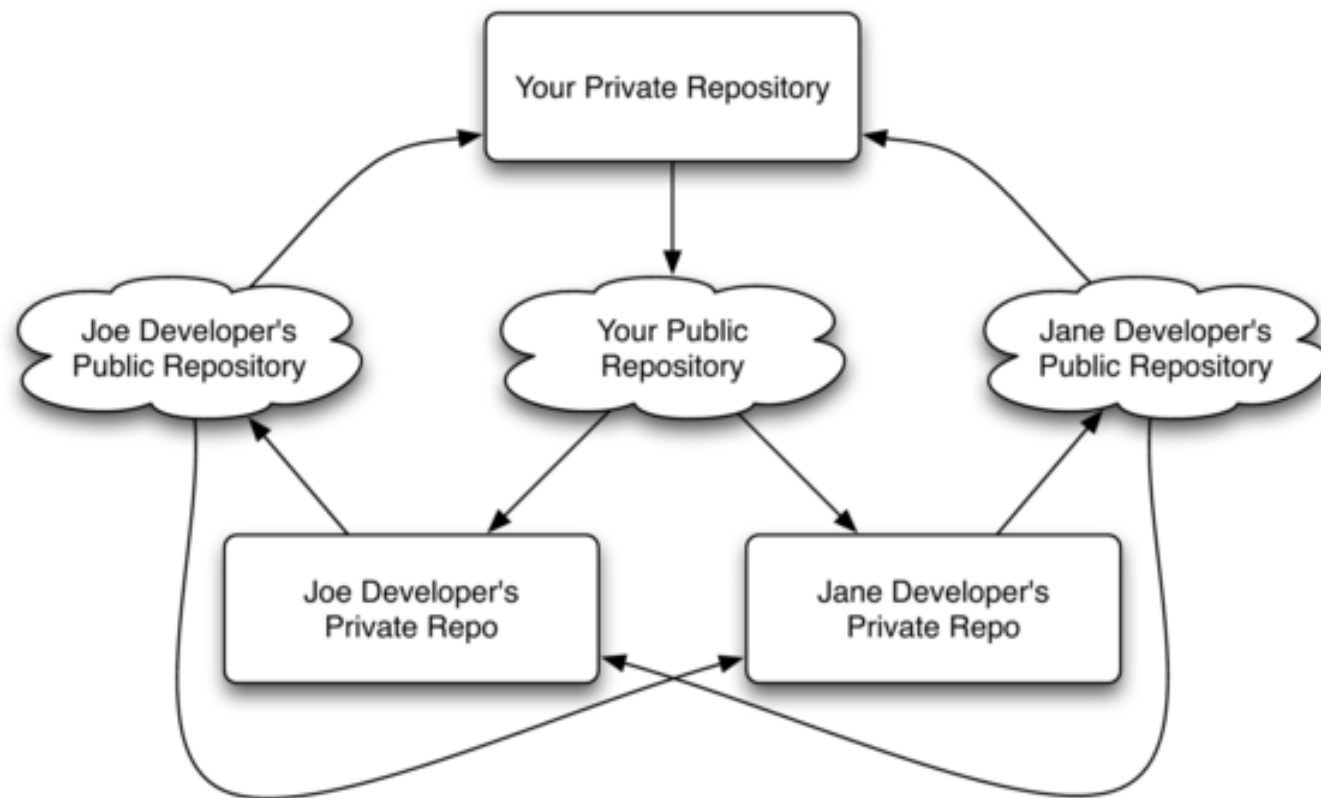 Your Private Repository
Joe Developer's
Public Repository
Your Public
Repository
Jane Developer's
Public Repository
Joe Developer's
Private Repo
Jane Developer's
Private Repo